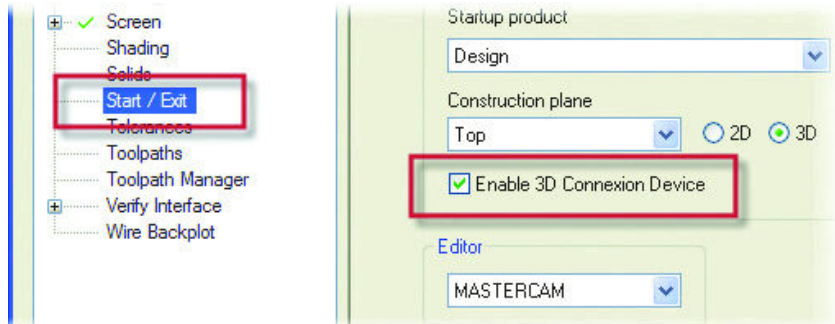 Screen
Shading
Solids
Start / Exit
Tolerances
Toolpaths
Toolpath Manager
Verify Interface
Wire Backplot
Startup product
Design
Construction plane
Top 2D 3D
Enable 3D Connexion Device
Editor
MASTERCAM